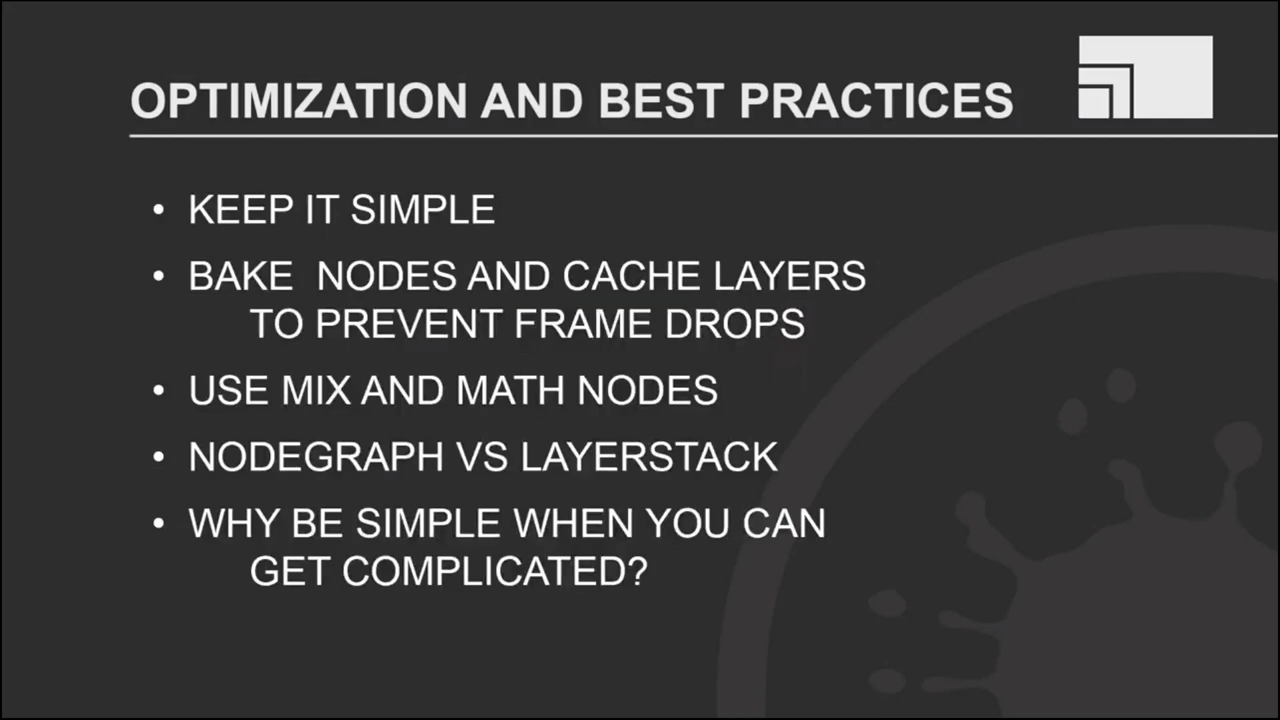 OPTIMIZATION AND BEST PRACTICES
• KEEP IT SIMPLE
• BAKE  NODES AND CACHE LAYERS
TO PREVENT FRAME DROPS
• USE MIX AND MATH NODES
• NODEGRAPH VS LAYERSTACK
• WHY BE SIMPLE WHEN YOU CAN
GET COMPLICATED?